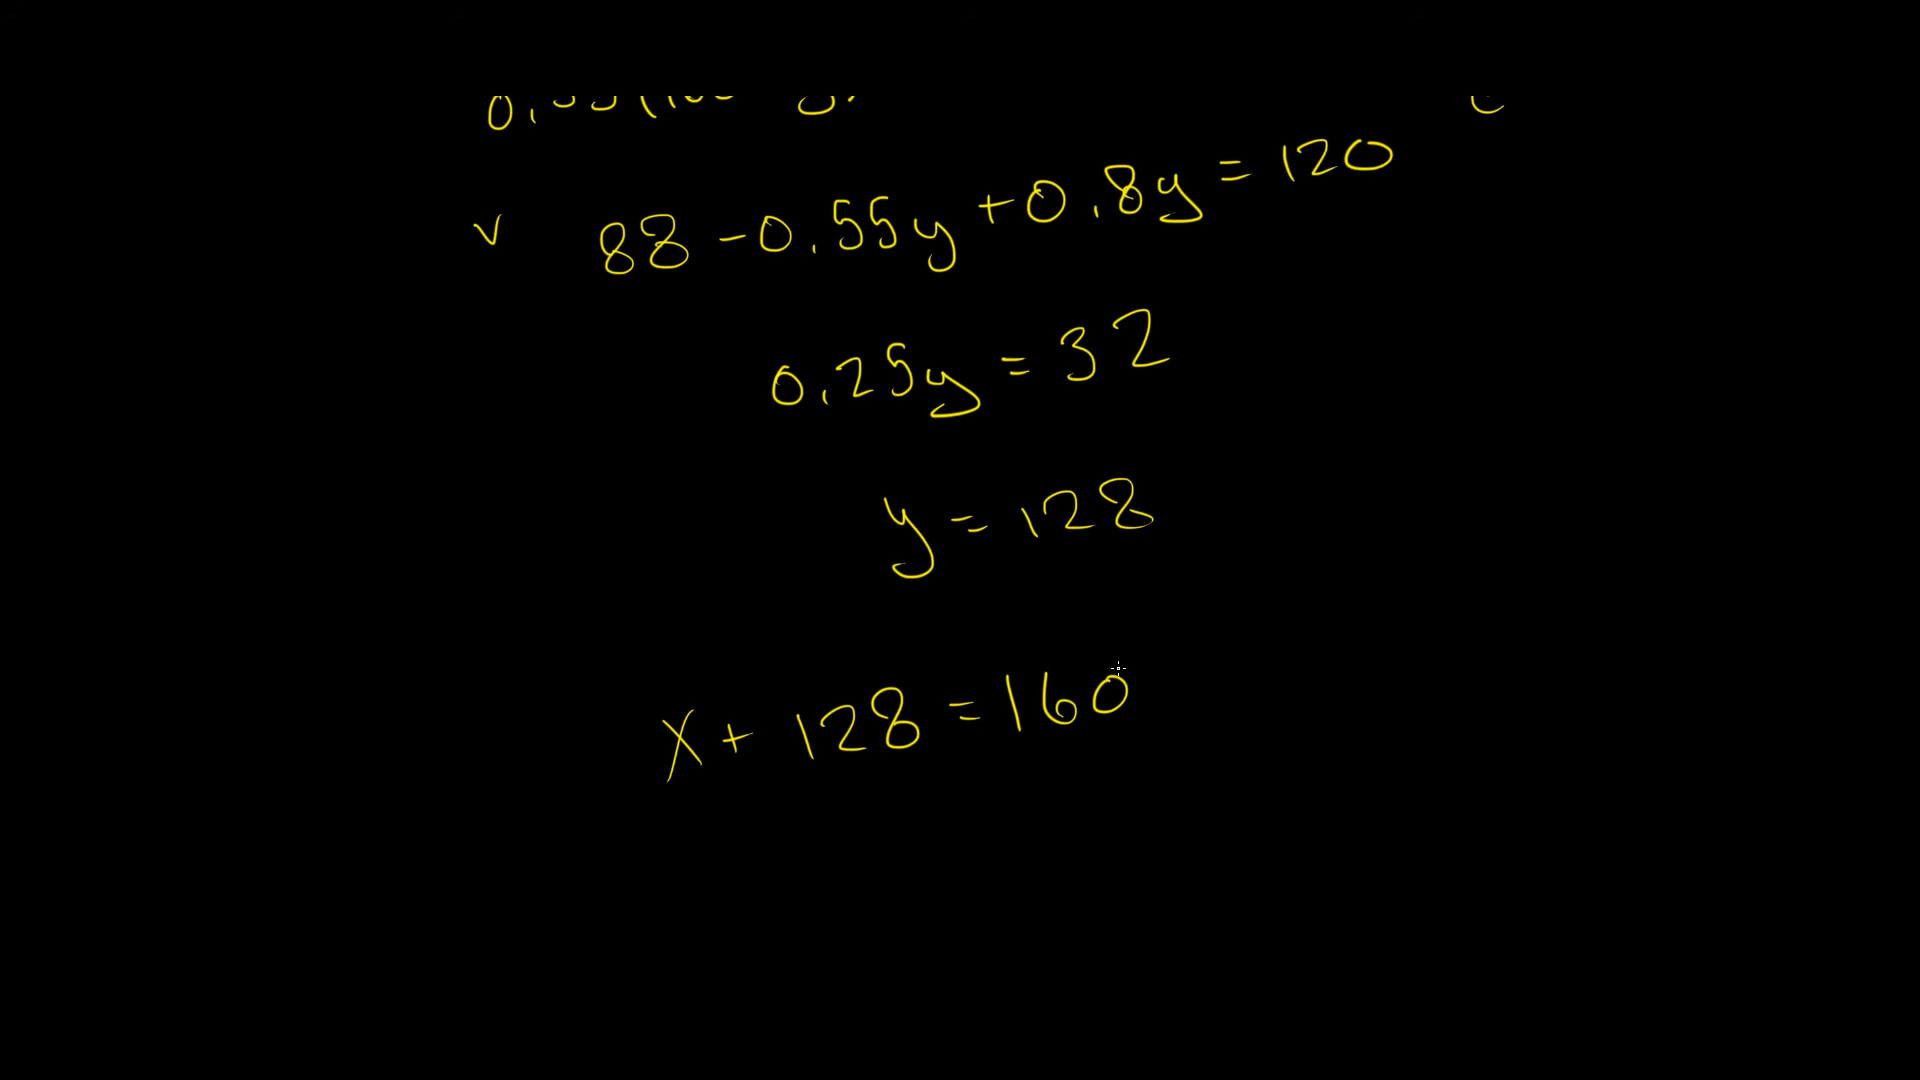 88 - 0.55y + 0.8y = 120
0.25y = 32
y = 128
x + 128 = 160